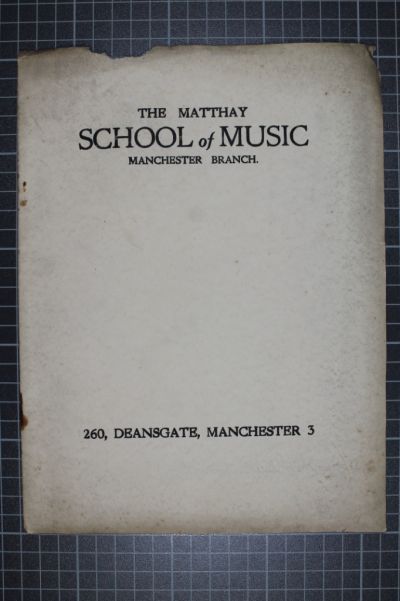 THE MATTHAY
SCHOOL of MUSIC
MANCHESTER BRANCH.
260, DEANSGATE, MANCHESTER 3